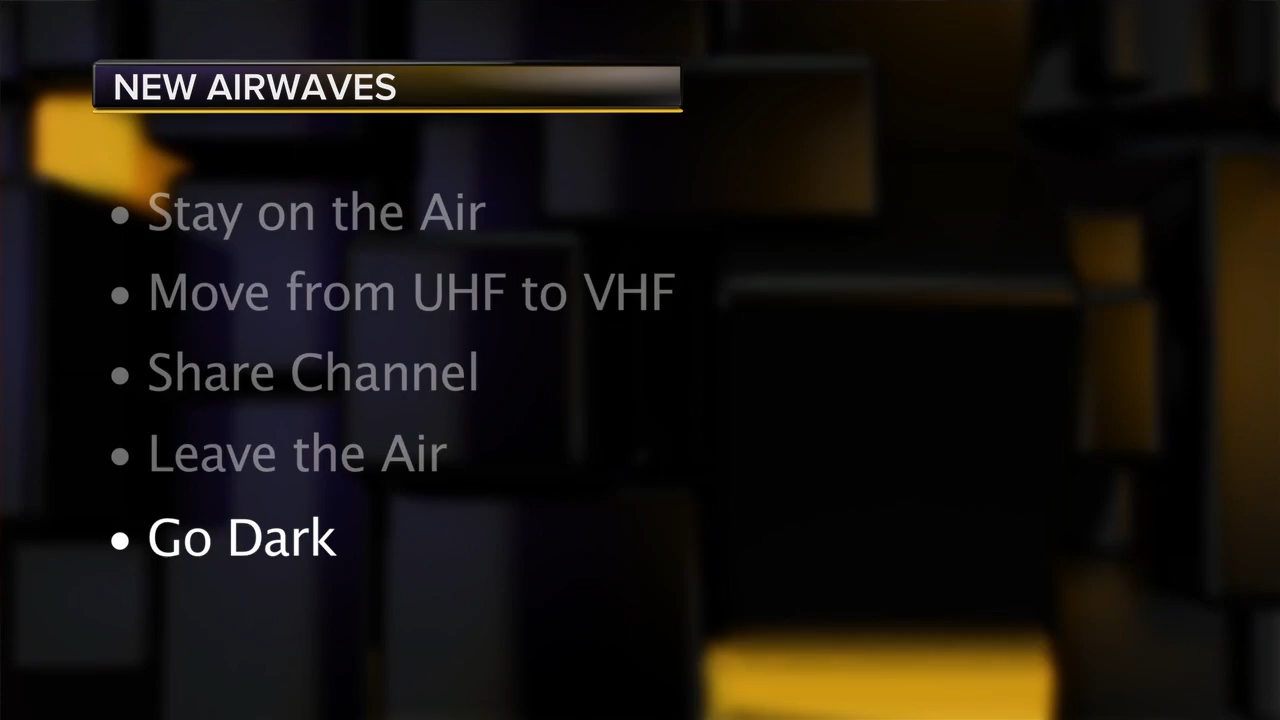 NEW AIRWAVES
• Stay on the Air
• Move from UHF to VHF
• Share Channel
• Leave the Air
• Go Dark